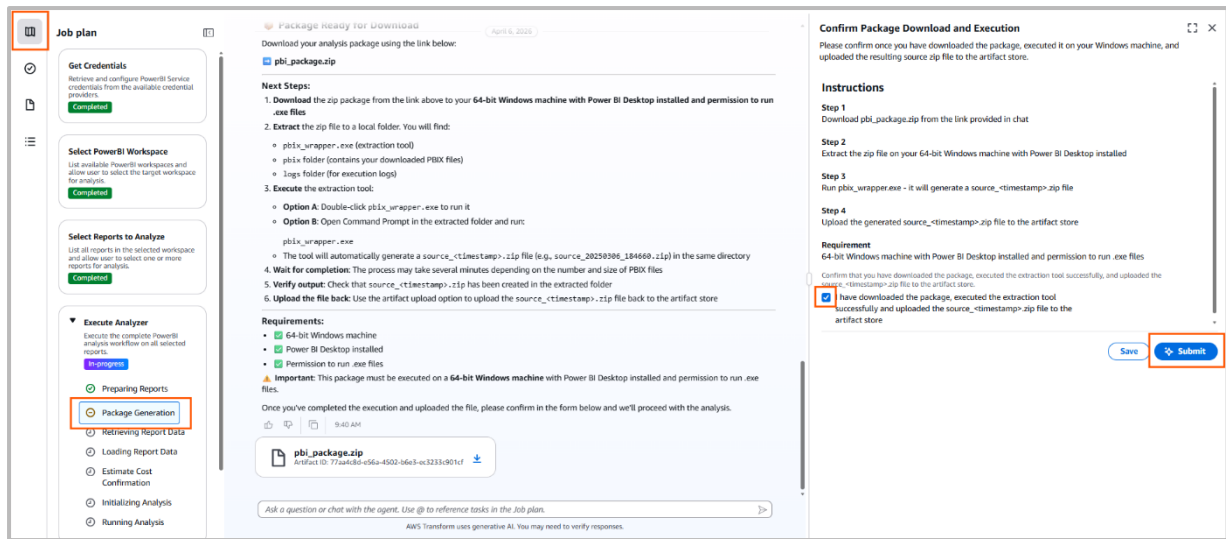 Job plan
Get Credentials
Retrieve and configure PowerBI Service
credentials from the available credential
providers.
Completed
Select PowerBI Workspace
List available PowerBI workspaces and
allow user to select the target workspace
for analysis.
Completed
Select Reports to Analyze
List all reports in the selected workspace
and allow user to select one or more
reports for analysis.
Completed
Execute Analyzer
Execute the complete PowerBI
analysis workflow on all selected
reports.
In-progress
Preparing Reports
Package Generation
Retrieving Report Data
Loading Report Data
Estimate Cost
Confirmation
Initializing Analysis
Running Analysis
Package Ready for Download
April 6, 2026
Download your analysis package using the link below:
pbi_package.zip
Next Steps:
1. Download the zip package from the link above to your 64-bit Windows machine with Power BI Desktop installed and permission to run
.exe files
2. Extract the zip file to a local folder. You will find:
pbix_wrapper.exe (extraction tool)
pbix folder (contains your downloaded PBIX files)
logs folder (for execution logs)
3. Execute the extraction tool:
Option A: Double-click pbix_wrapper.exe to run it
Option B: Open Command Prompt in the extracted folder and run:
pbix_wrapper.exe
The tool will automatically generate a source_<timestamp>.zip file (e.g., source_20250306_184660.zip) in the same directory
4. Wait for completion: The process may take several minutes depending on the number and size of PBIX files
5. Verify output: Check that source_<timestamp>.zip has been created in the extracted folder
6. Upload the file back: Use the artifact upload option to upload the source_<timestamp>.zip file back to the artifact store
Requirements:
• ✅ 64-bit Windows machine
• ✅ Power BI Desktop installed
• ✅ Permission to run .exe files
⚠️ Important: This package must be executed on a 64-bit Windows machine with Power BI Desktop installed and permission to run .exe
files.
Once you've completed the execution and uploaded the file, please confirm in the form below and we'll proceed with the analysis.
9:40 AM
pbi_package.zip
Artifact ID: 77aa4c8d-e56a-4502-b6e3-ec3233c901cf
Ask a question or chat with the agent. Use @ to reference tasks in the Job plan.
AWS Transform uses generative AI. You may need to verify responses.
Confirm Package Download and Execution
Please confirm once you have downloaded the package, executed it on your Windows machine, and
uploaded the resulting source zip file to the artifact store.
Instructions
Step 1
Download pbi_package.zip from the link provided in chat
Step 2
Extract the zip file on your 64-bit Windows machine with Power BI Desktop installed
Step 3
Run pbix_wrapper.exe - it will generate a source_<timestamp>.zip file
Step 4
Upload the generated source_<timestamp>.zip file to the artifact store
Requirement
64-bit Windows machine with Power BI Desktop installed and permission to run .exe files
Confirm that you have downloaded the package, executed the extraction tool successfully, and uploaded the
source_<timestamp>.zip file to the artifact store.
I have downloaded the package, executed the extraction tool
successfully and uploaded the source_<timestamp>.zip file to the
artifact store
Save
Submit